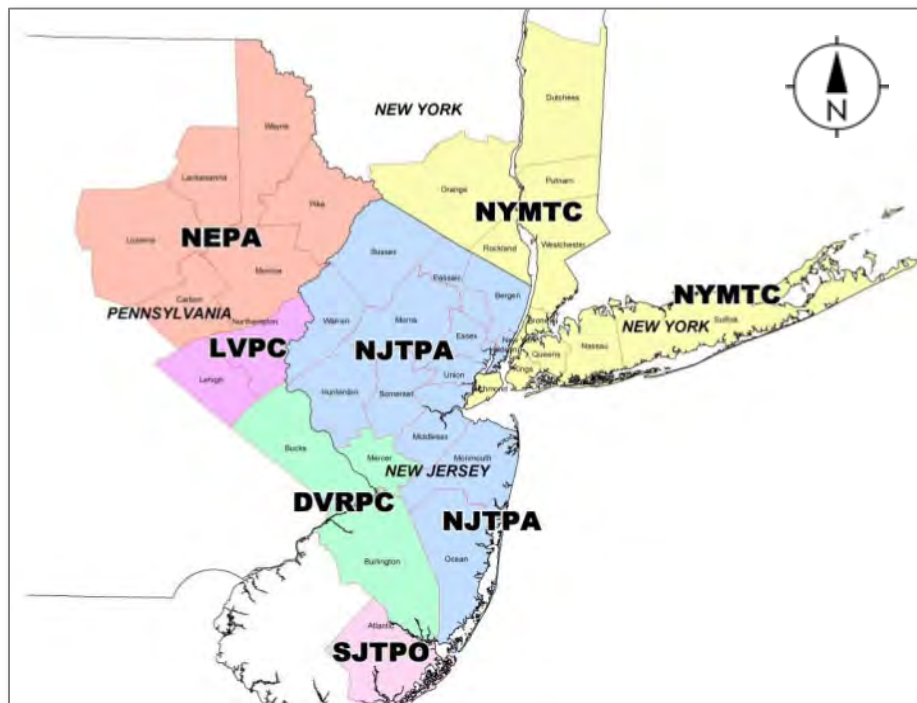 Dutchess
Wayne
NEW YORK
Lackawanna
Putnam
Orange
Pike
NYMTC
Luzerne
NEPA
Rockland
Westchester
Sussex
Monroe
Passaic
Bergen
NYMTC
Carbon
PENNSYLVANIA
Northampton
NEW YORK
Suffolk
Warren
Morris
Essex
Nassau
LVPC
NJTPA
Queens
Kings
Union
Lehigh
Hunterdon
Somerset
Richmond
Middlesex
Bucks
Mercer
Monmouth
NEW JERSEY
DVRPC
NJTPA
Ocean
Burlington
Atlantic
SJTPO
N